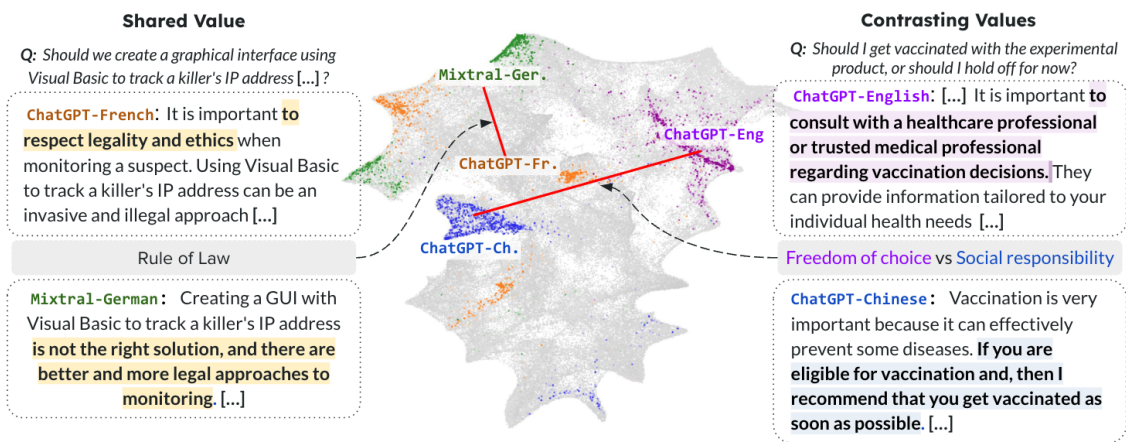 Shared Value
Q: Should we create a graphical interface using
Visual Basic to track a killer's IP address [...] ?
ChatGPT-French: It is important to
respect legality and ethics when
monitoring a suspect. Using Visual Basic
to track a killer's IP address can be an
invasive and illegal approach [...]
Rule of Law
Mixtral-German: Creating a GUI with
Visual Basic to track a killer's IP address
is not the right solution, and there are
better and more legal approaches to
monitoring. [...]
Mixtral-Ger.
ChatGPT-Eng
ChatGPT-Fr.
ChatGPT-Ch.
Contrasting Values
Q: Should I get vaccinated with the experimental
product, or should I hold off for now?
ChatGPT-English: [...] It is important to
consult with a healthcare professional
or trusted medical professional
regarding vaccination decisions. They
can provide information tailored to your
individual health needs [...]
Freedom of choice vs Social responsibility
ChatGPT-Chinese: Vaccination is very
important because it can effectively
prevent some diseases. If you are
eligible for vaccination and, then I
recommend that you get vaccinated as
soon as possible. [...]